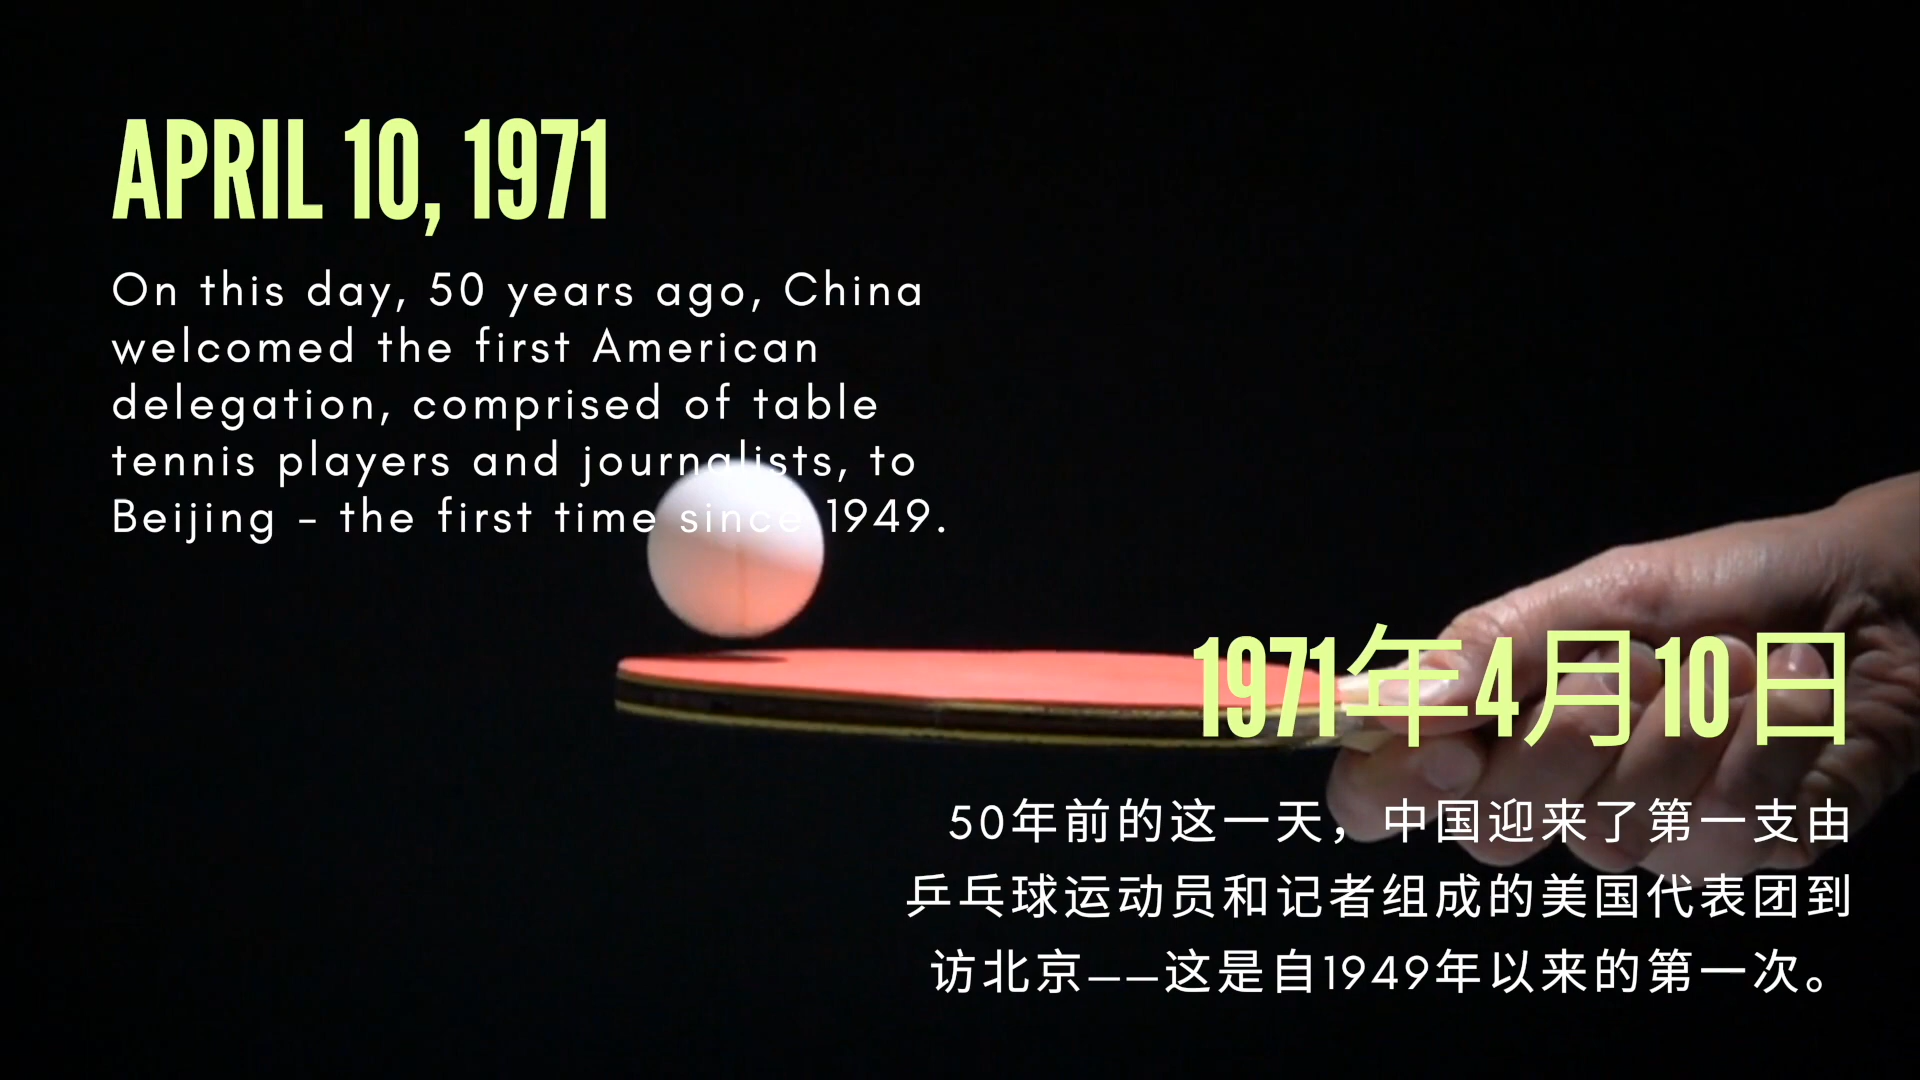 APRIL 10, 1971
On this day, 50 years ago, China
welcomed the first American
delegation, comprised of table
tennis players and journalists, to
Beijing - the first time since 1949.
1971年4月10日
50年前的这一天，中国迎来了第一支由
乒乓球运动员和记者组成的美国代表团到
访北京——这是自1949年以来的第一次。